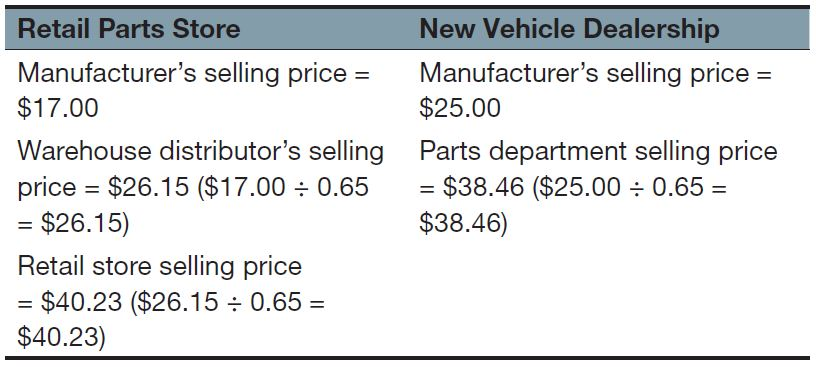 Retail Parts Store
New Vehicle Dealership
Manufacturer's selling price =
$17.00
Manufacturer's selling price =
$25.00
Warehouse distributor's selling
price = $26.15 ($17.00 ÷ 0.65
= $26.15)
Parts department selling price
= $38.46 ($25.00 ÷ 0.65 =
$38.46)
Retail store selling price
= $40.23 ($26.15 ÷ 0.65 =
$40.23)